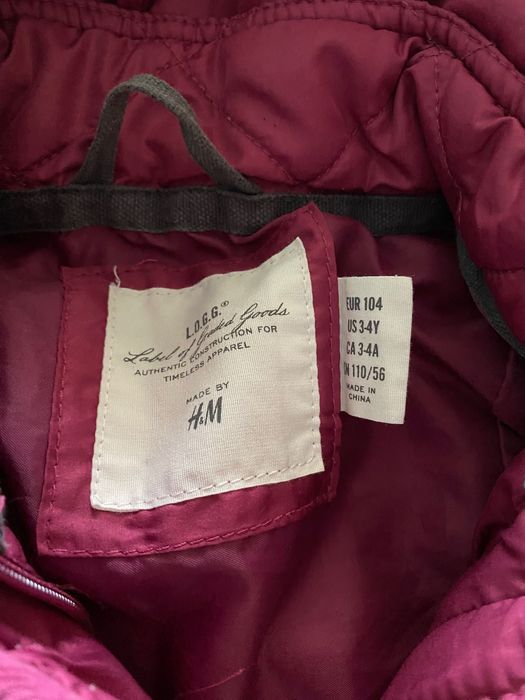 L.O.G.G.®
Label of Graded Goods
AUTHENTIC CONSTRUCTION FOR
TIMELESS APPAREL
MADE BY
H&M
EUR 104
US 3-4Y
CA 3-4A
110/56
MADE IN
CHINA